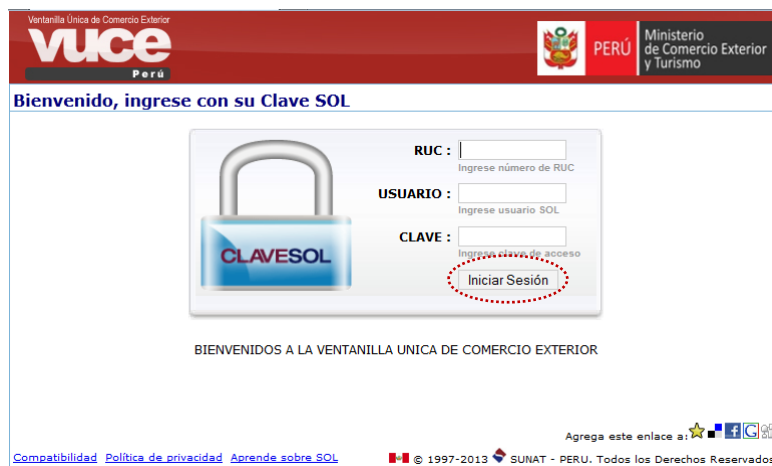 Ventanilla Única de Comercio Exterior
vuce
Perú
PERÚ
Ministerio
de Comercio Exterior
y Turismo
Bienvenido, ingrese con su Clave SOL
RUC :
Ingrese número de RUC
USUARIO :
Ingrese usuario SOL
CLAVE :
Ingrese clave de acceso
CLAVESOL
Iniciar Sesión
BIENVENIDOS A LA VENTANILLA UNICA DE COMERCIO EXTERIOR
Agrega este enlace a:
Compatibilidad Política de privacidad Aprende sobre SOL
© 1997-2013 SUNAT - PERU. Todos los Derechos Reservados